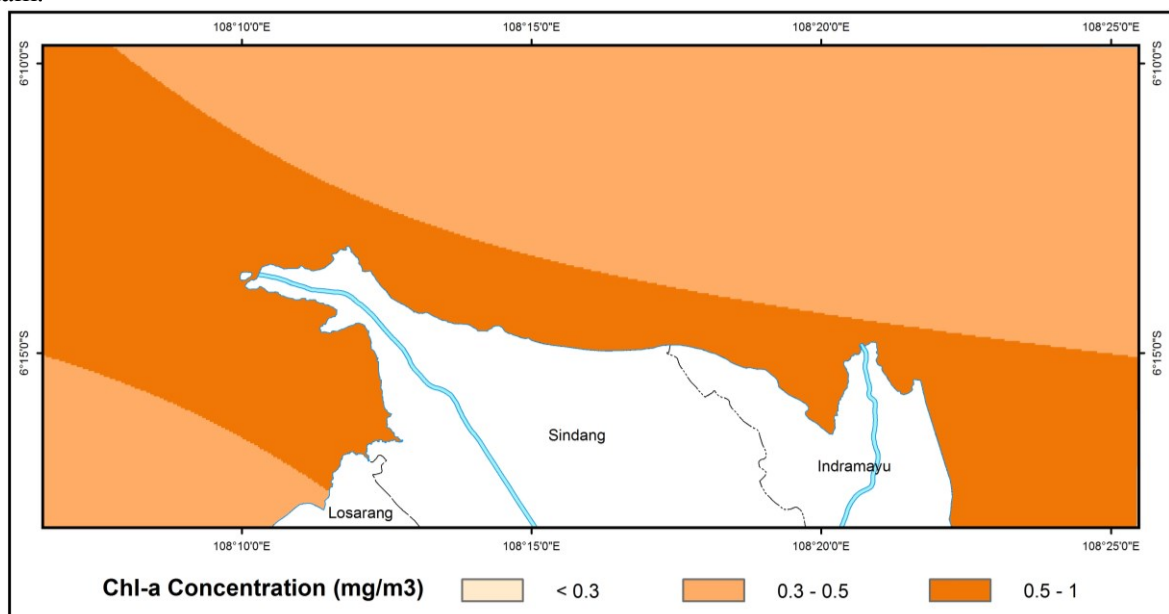 108°10'0"E 108°15'0"E 108°20'0"E 108°25'0"E
6°10'0"S 6°10'0"S
6°15'0"S 6°15'0"S
Sindang
Indramayu
Losarang
108°10'0"E 108°15'0"E 108°20'0"E 108°25'0"E
Chl-a Concentration (mg/m3) < 0.3 0.3 - 0.5 0.5 - 1